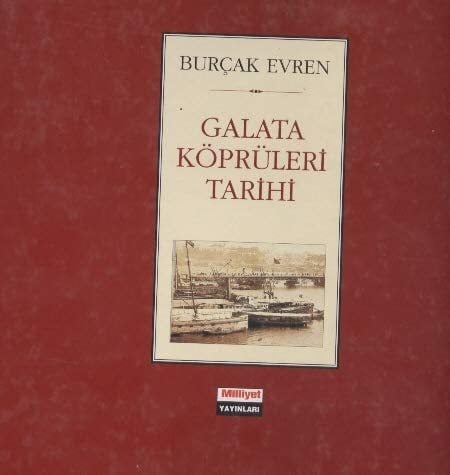 BURÇAK EVREN
GALATA
KÖPRÜLERİ
TARİHİ
Milliyet
YAYINLARI